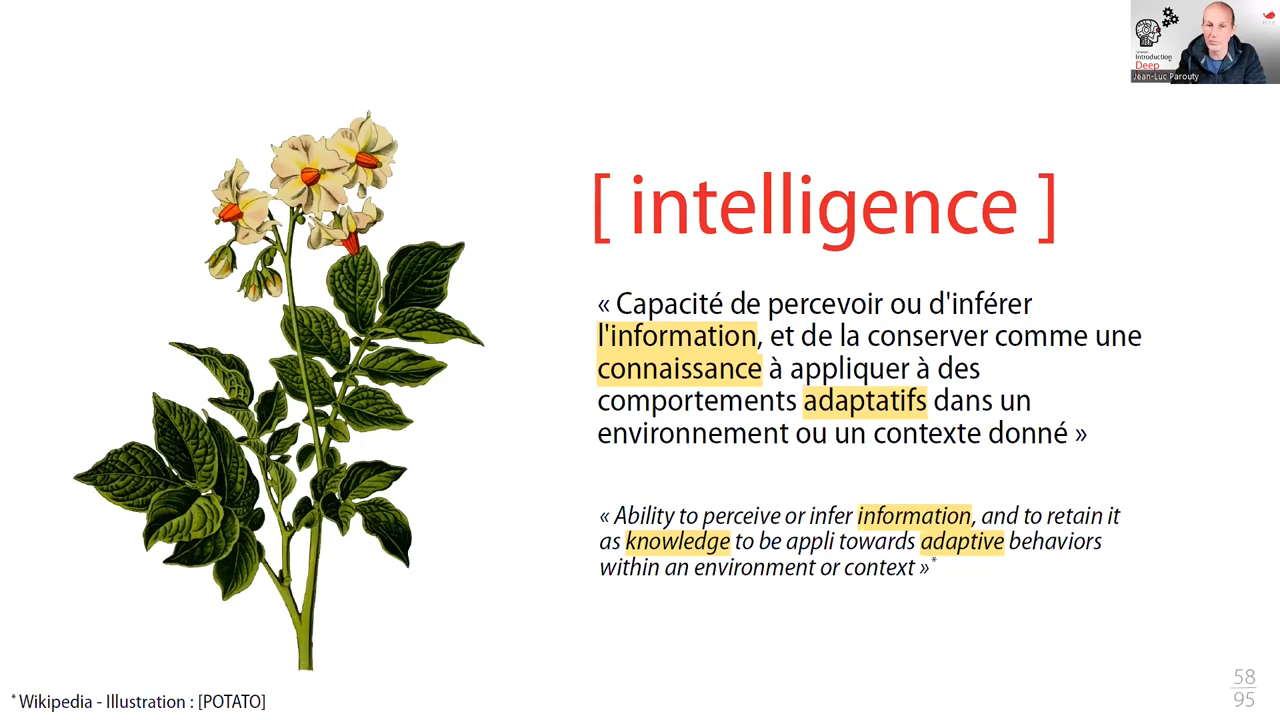 Introduction
Deep
Jean-Luc Parouty
[ intelligence ]
« Capacité de percevoir ou d'inférer
l'information, et de la conserver comme une
connaissance à appliquer à des
comportements adaptatifs dans un
environnement ou un contexte donné »
« Ability to perceive or infer information, and to retain it
as knowledge to be appli towards adaptive behaviors
within an environment or context »*
58
95
* Wikipedia - Illustration : [POTATO]